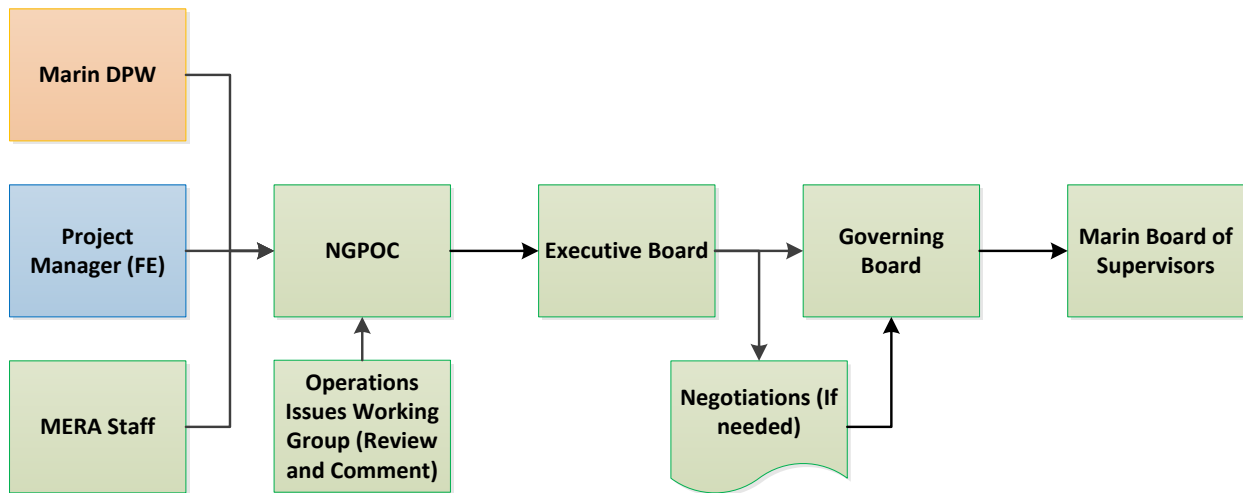 Marin DPW
Project
Manager (FE)
NGPOC
Executive Board
Governing
Board
Marin Board of
Supervisors
MERA Staff
Operations
Issues Working
Group (Review
and Comment)
Negotiations (If
needed)